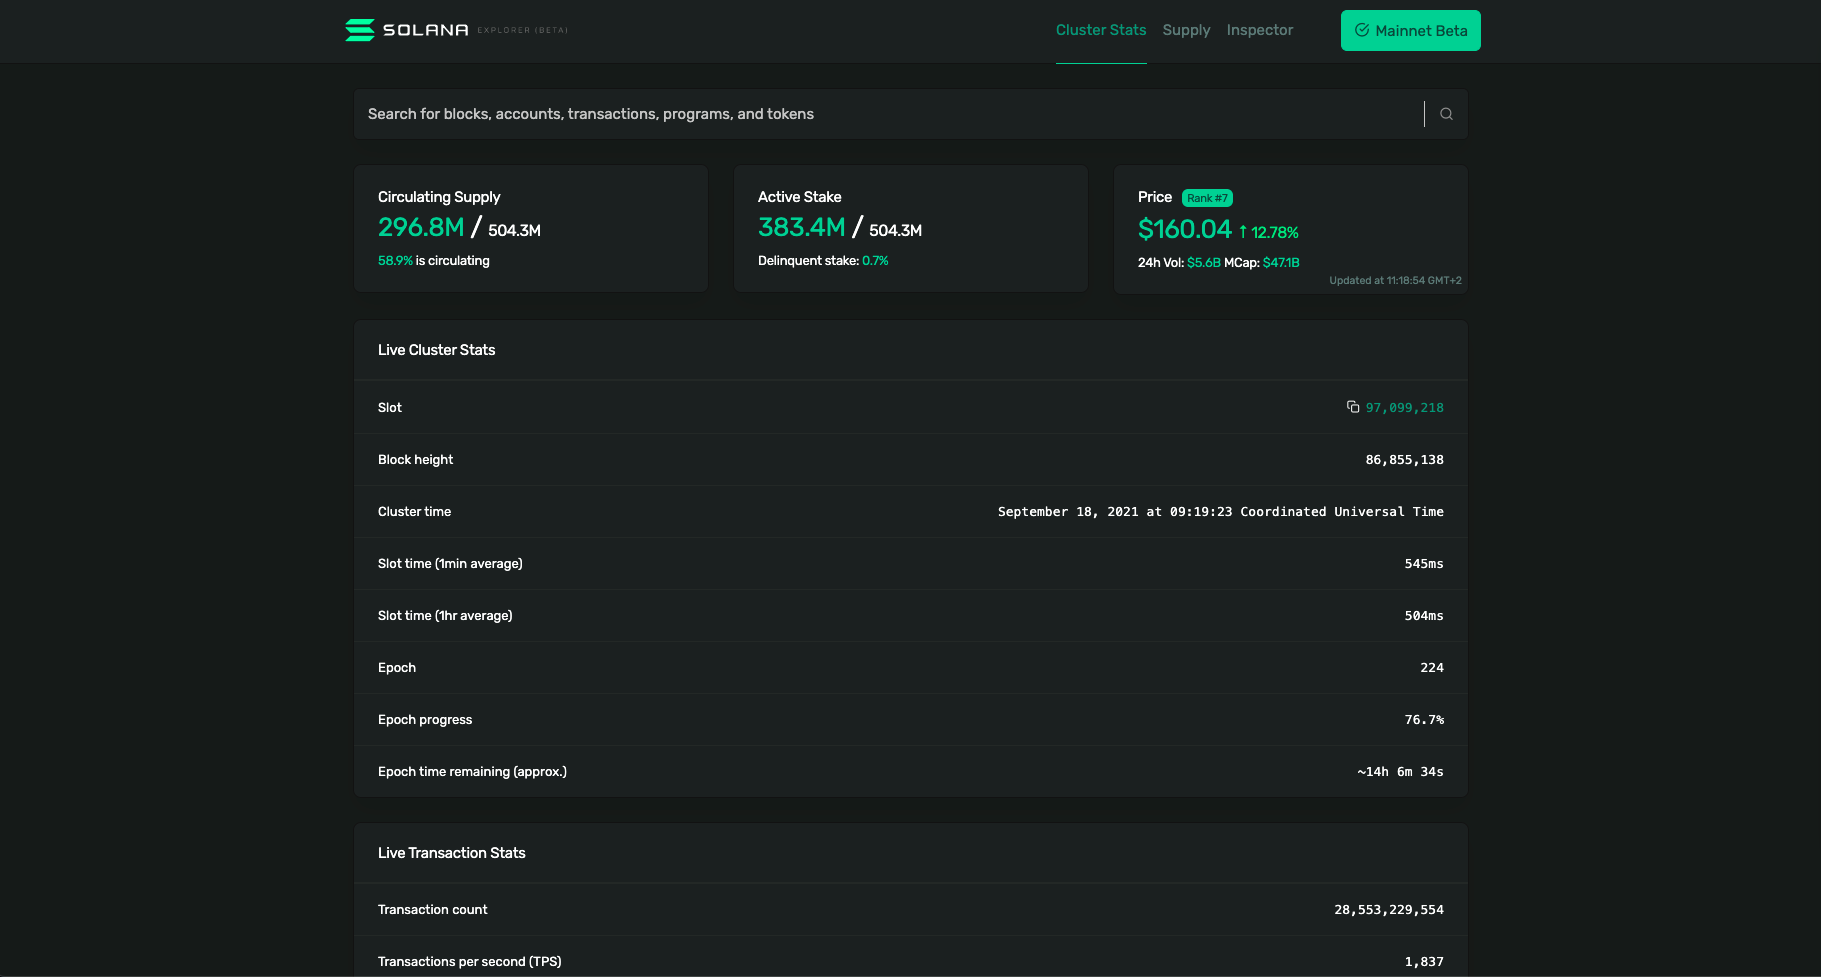 SOLANA EXPLORER (BETA)
Cluster Stats Supply Inspector Mainnet Beta
Search for blocks, accounts, transactions, programs, and tokens
Circulating Supply
296.8M / 504.3M
58.9% is circulating
Active Stake
383.4M / 504.3M
Delinquent stake: 0.7%
Price Rank #7
$160.04 ↑ 12.78%
24h Vol: $5.6B MCap: $47.1B
Updated at 11:18:54 GMT+2
Live Cluster Stats
Slot 97,099,218
Block height 86,855,138
Cluster time September 18, 2021 at 09:19:23 Coordinated Universal Time
Slot time (1min average) 545ms
Slot time (1hr average) 504ms
Epoch 224
Epoch progress 76.7%
Epoch time remaining (approx.) ~14h 6m 34s
Live Transaction Stats
Transaction count 28,553,229,554
Transactions per second (TPS) 1,837